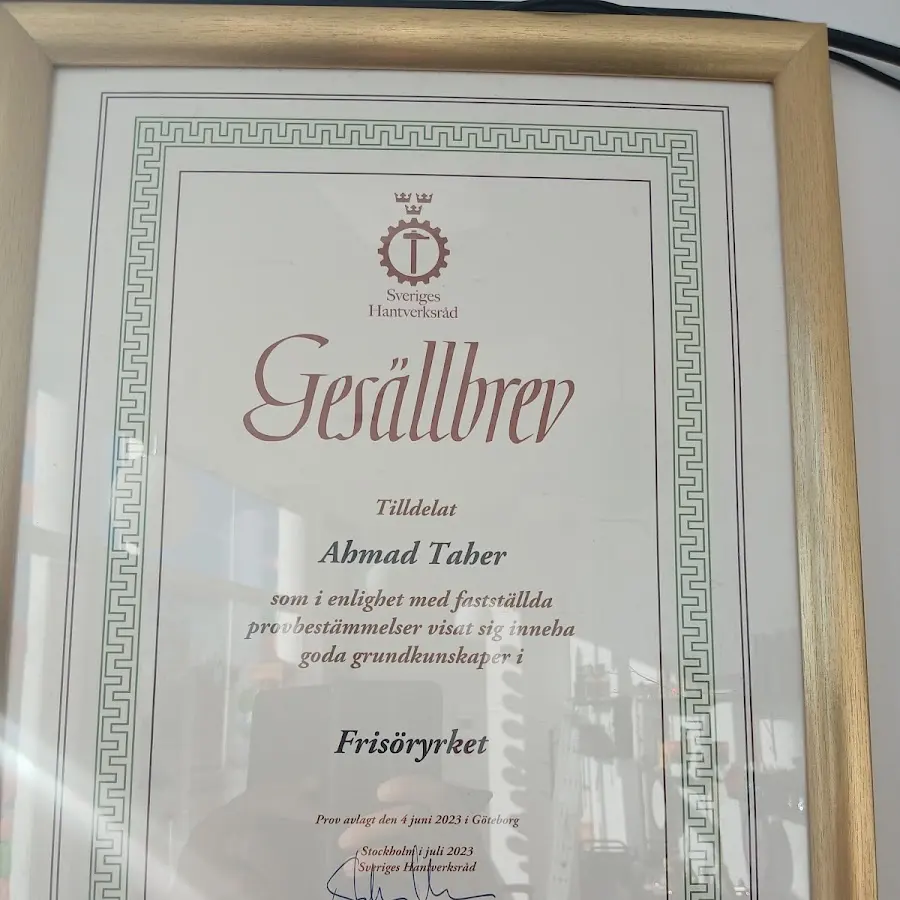 Sveriges
Hantverksråd
Gesällbrev
Tilldelat
Ahmad Taher
som i enlighet med fastställda
provbestämmelser visat sig inneha
goda grundkunskaper i
Frisöryrket
Prov avlagt den 4 juni 2023 i Göteborg
Stockholm i juli 2023
Sveriges Hantverksråd